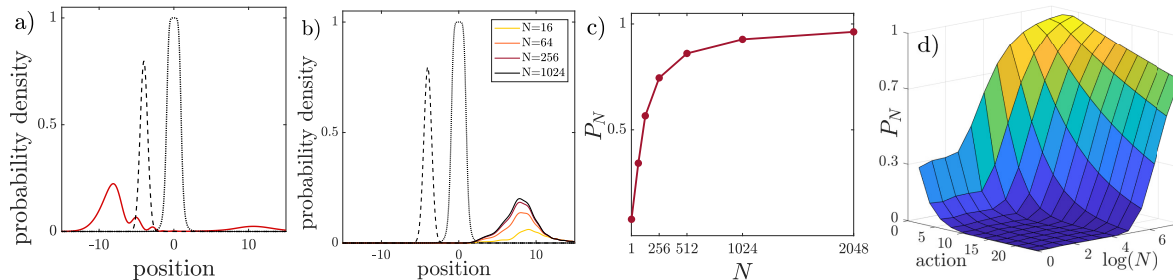 a)
1
0.5
0
-10
0
10
position
probability density
b)
N=16
N=64
N=256
N=1024
1
0.5
0
-10
0
10
position
probability density
c)
1
0.5
1
256
512
1024
2048
N
P_N
d)
1
0.7
0.3
0
5
10
15
20
0
2
4
6
action
log(N)
P_N